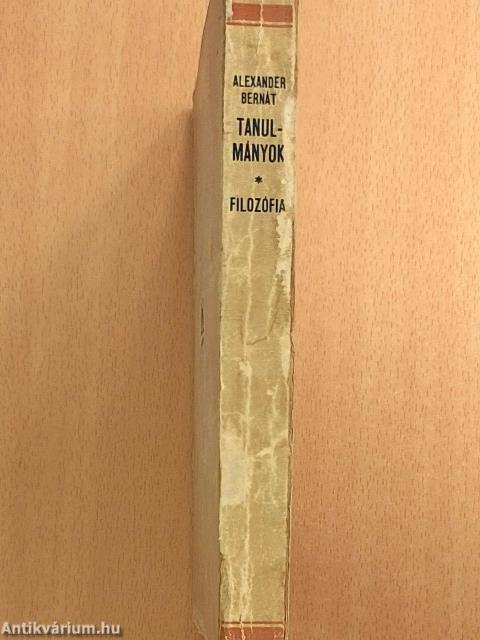 ALEXANDER
BERNÁT
TANUL-
MÁNYOK
*
FILOZÓFIA
Antikvárium.hu